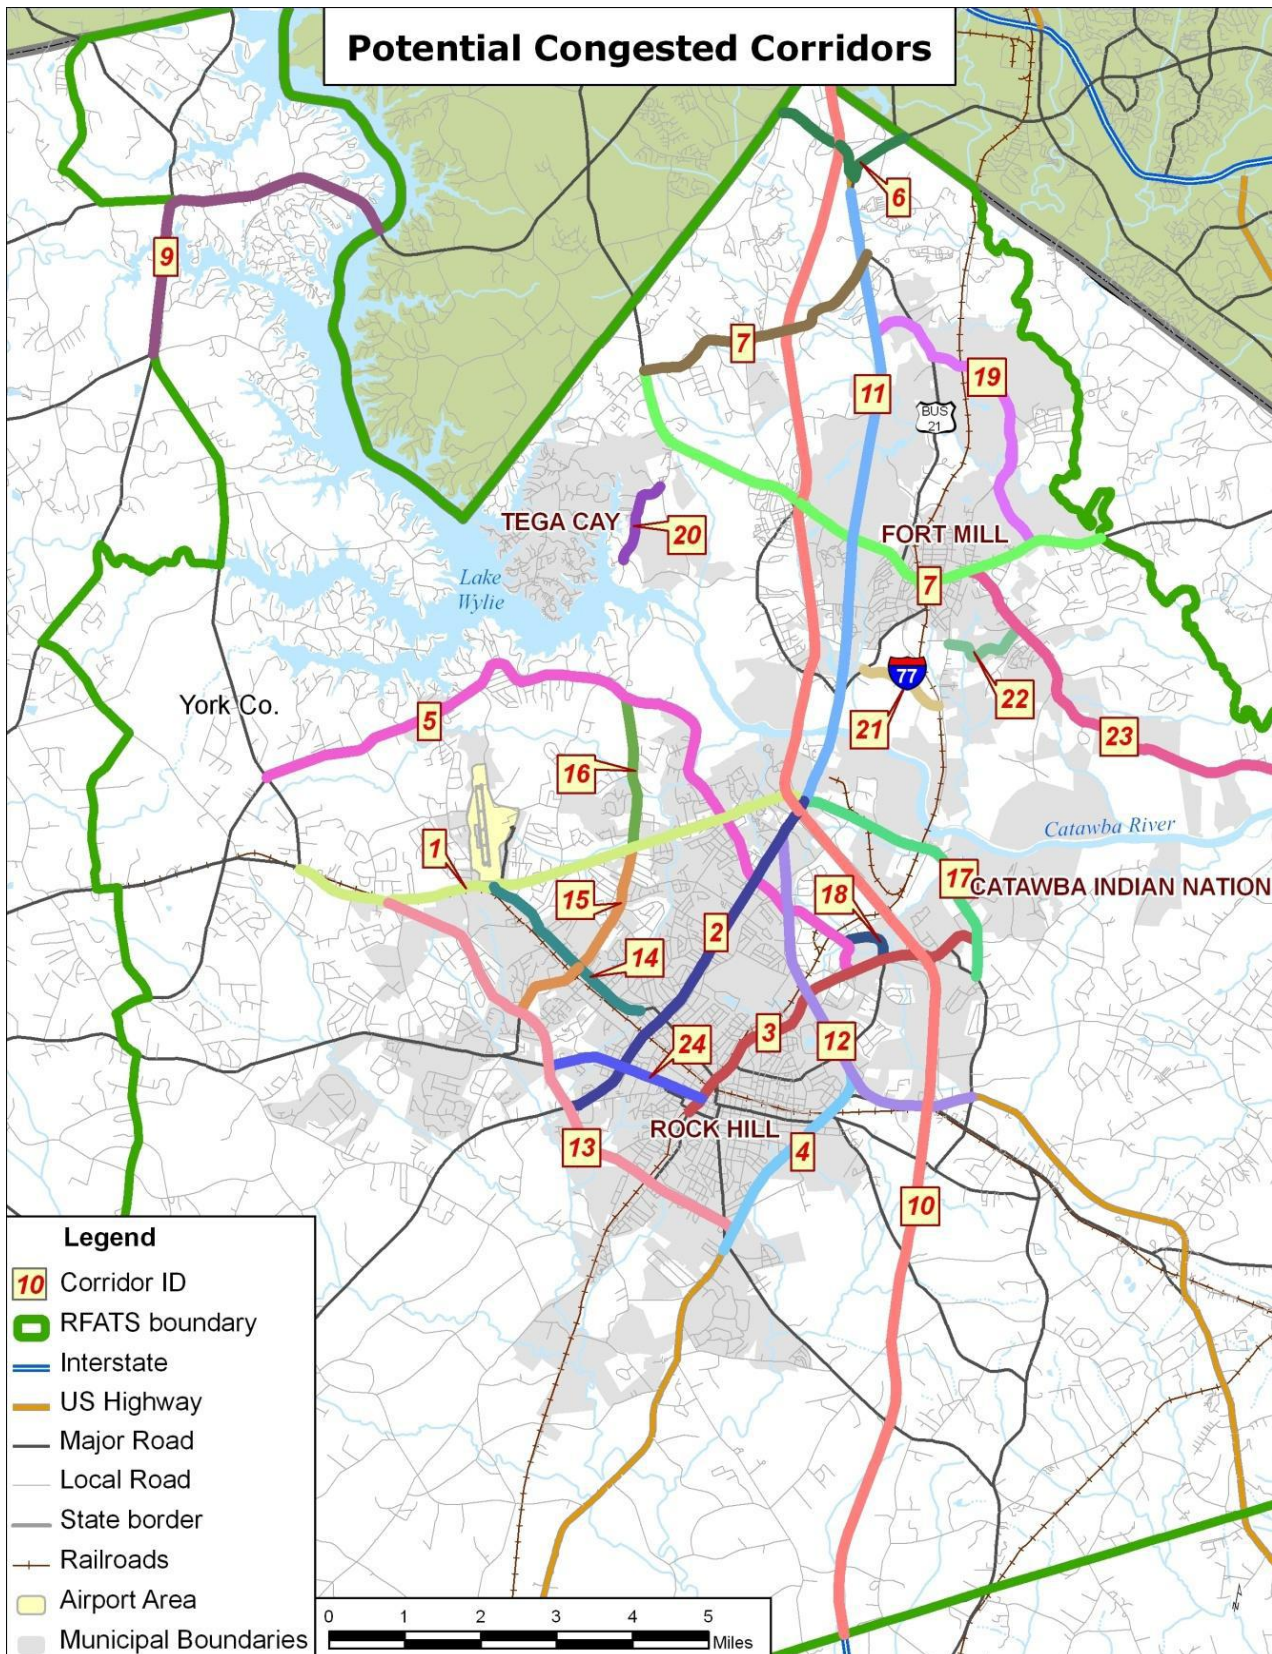 Potential Congested Corridors
6
9
7
11
19
BUS
21
TEGA CAY
20
FORT MILL
Lake
Wylie
7
77
22
York Co.
5
21
23
16
Catawba River
1
15
18
17
CATAWBA INDIAN NATION
2
14
3
12
24
ROCK HILL
13
4
10
Legend
10 Corridor ID
RFATS boundary
Interstate
US Highway
Major Road
Local Road
State border
Railroads
Airport Area
Municipal Boundaries
0 1 2 3 4 5
Miles
N